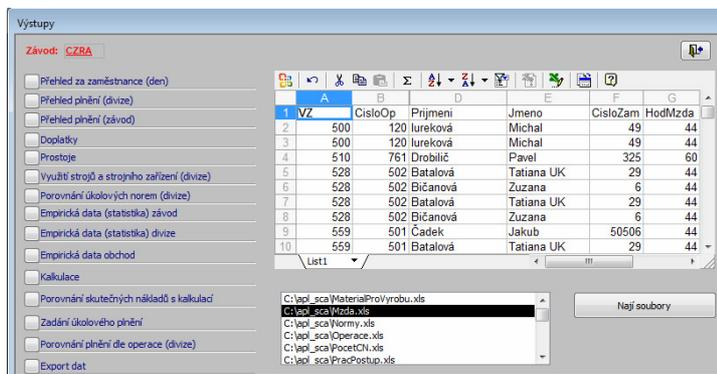 Výstupy
Závod: CZRA
Přehled za zaměstnance (den)
Přehled plnění (divize)
Přehled plnění (závod)
Doplatky
Prostoje
Využití strojů a strojního zařízení (divize)
Porovnání úkolových norem (divize)
Empirická data (statistika) závod
Empirická data (statistika) divize
Empirická data obchod
Kalkulace
Porovnání skutečných nákladů s kalkulací
Zadání úkolového plnění
Porovnání plnění dle operace (divize)
Export dat
A B D E F G
1 VZ CisloOp Prijmeni Jmeno CisloZam HodMzda
2 500 120 Iureková Michal 49 44
3 500 120 Iureková Michal 49 44
4 510 761 Drobilič Pavel 325 60
5 528 502 Batalová Tatiana UK 29 44
6 528 502 Bičanová Zuzana 6 44
7 528 502 Batalová Tatiana UK 29 44
8 528 502 Bičanová Zuzana 6 44
9 559 501 Čadek Jakub 50506 44
10 559 501 Batalová Tatiana UK 29 44
List1
C:\apl_sca\MaterialProVyrobu.xls
C:\apl_sca\Mzda.xls
C:\apl_sca\Normy.xls
C:\apl_sca\Operace.xls
C:\apl_sca\PocetCN.xls
C:\apl_sca\PracPostup.xls
Nají soubory